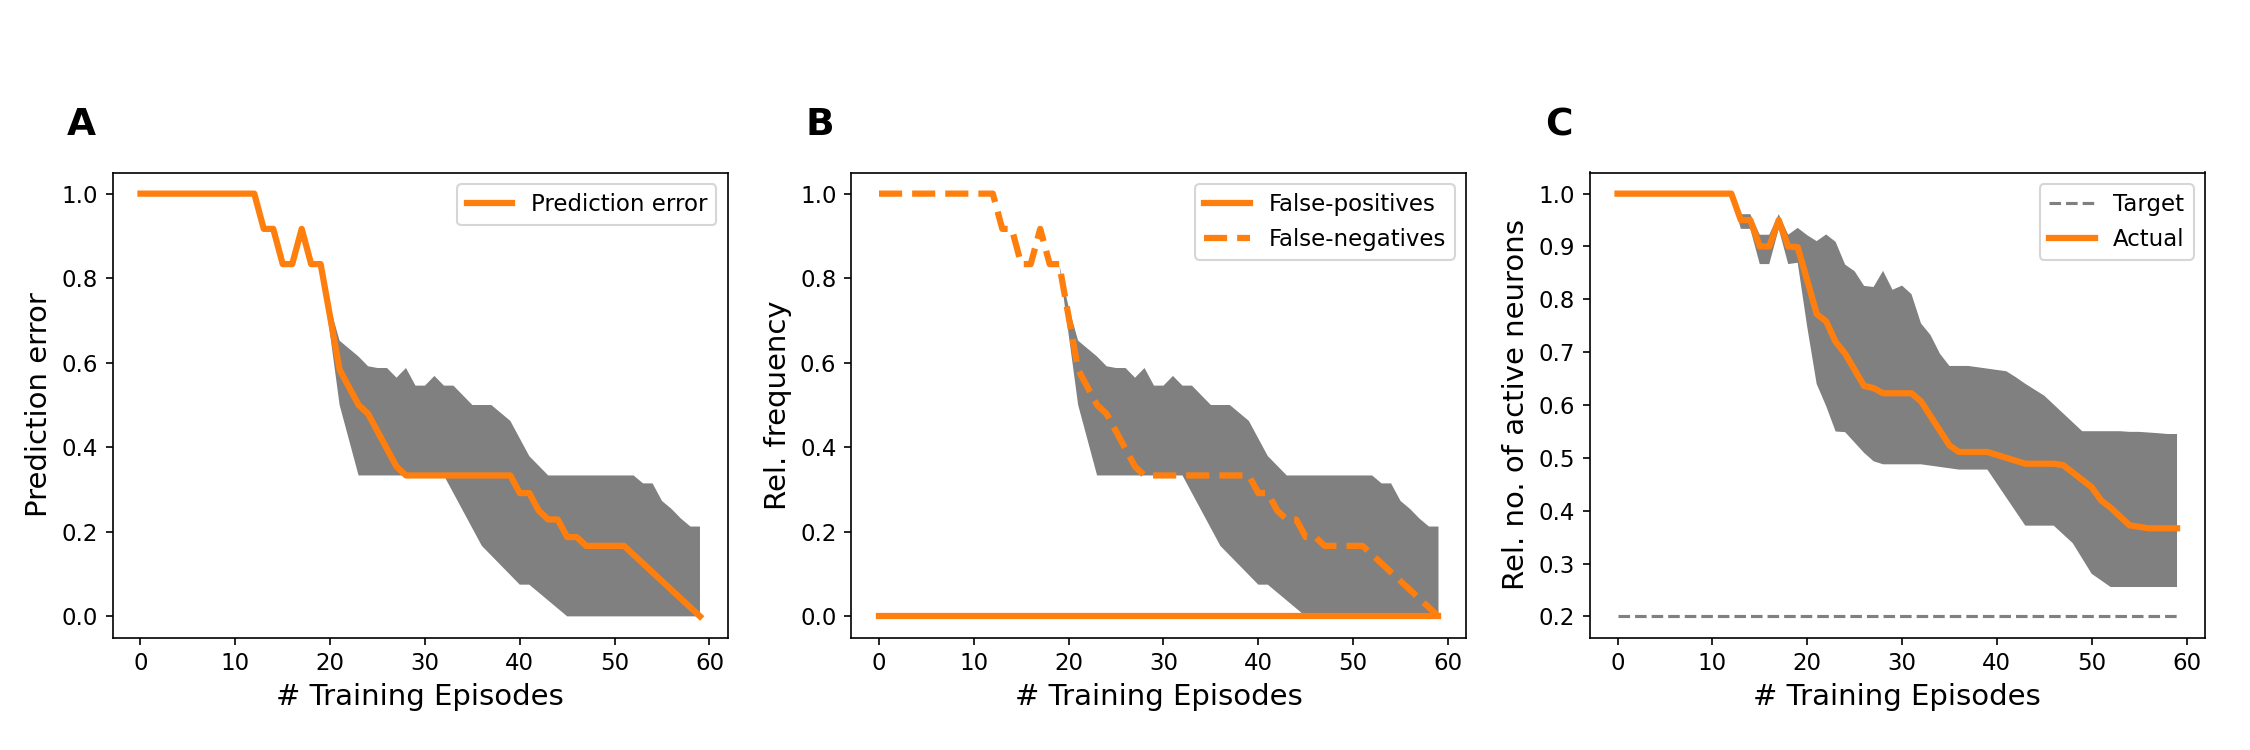 A
B
C
Prediction error
1.0
0.8
0.6
0.4
0.2
0.0
0 10 20 30 40 50 60
# Training Episodes
Prediction error
Rel. frequency
1.0
0.8
0.6
0.4
0.2
0.0
0 10 20 30 40 50 60
# Training Episodes
False-positives
False-negatives
Rel. no. of active neurons
1.0
0.9
0.8
0.7
0.6
0.5
0.4
0.3
0.2
0 10 20 30 40 50 60
# Training Episodes
Target
Actual